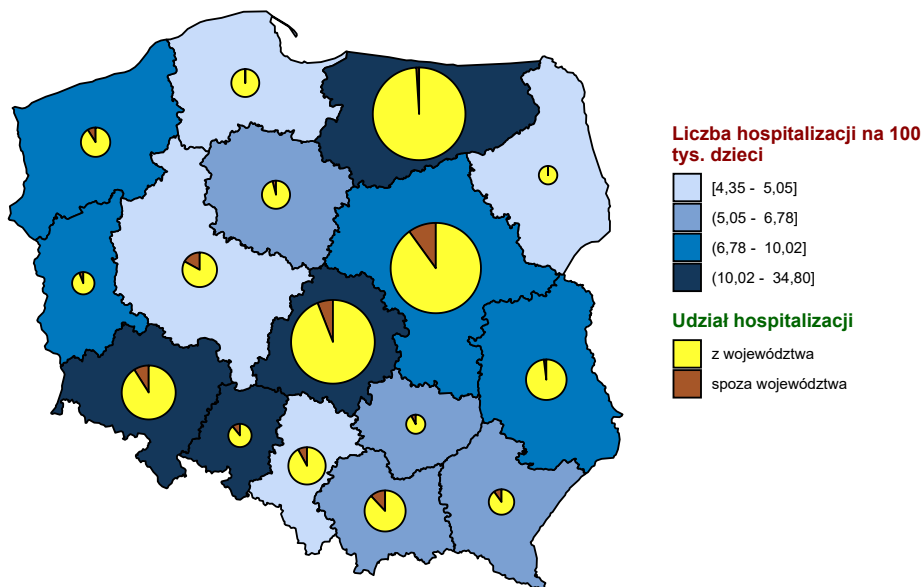 Liczba hospitalizacji na 100
tys. dzieci
[4,35 - 5,05]
(5,05 - 6,78]
(6,78 - 10,02]
(10,02 - 34,80]
Udział hospitalizacji
z województwa
spoza województwa